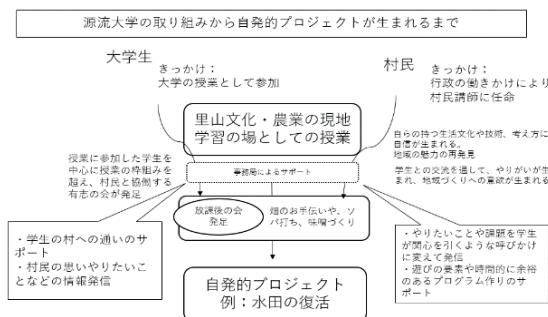 源流大学の取り組みから自発的プロジェクトが生まれるまで
大学生
きっかけ：
大学の授業として参加
村民
きっかけ：
行政の働きかけにより
村民講師に任命
里山文化・農業の現地
学習の場としての授業
自らの持つ生活文化や技術、考え方に
自信が生まれる。
地域の魅力の再発見
事務局によるサポート
授業に参加した学生を
中心に授業の枠組みを
超え、村民と協働する
有志の会が発足
学生との交流を通して、やりがいが生
まれ、地域づくりへの意欲が生まれる
放課後の会
発足
畑のお手伝いや、ソ
バ打ち、味噌づくり
・学生の村への通いのサ
ポート
・村民の思いやりたいこ
となどの情報発信
・やりたいことや課題を学生
が関心を引くような呼びかけ
に変えて発信
・遊びの要素や時間的に余裕
のあるプログラム作りのサ
ポート
自発的プロジェクト
例：水田の復活